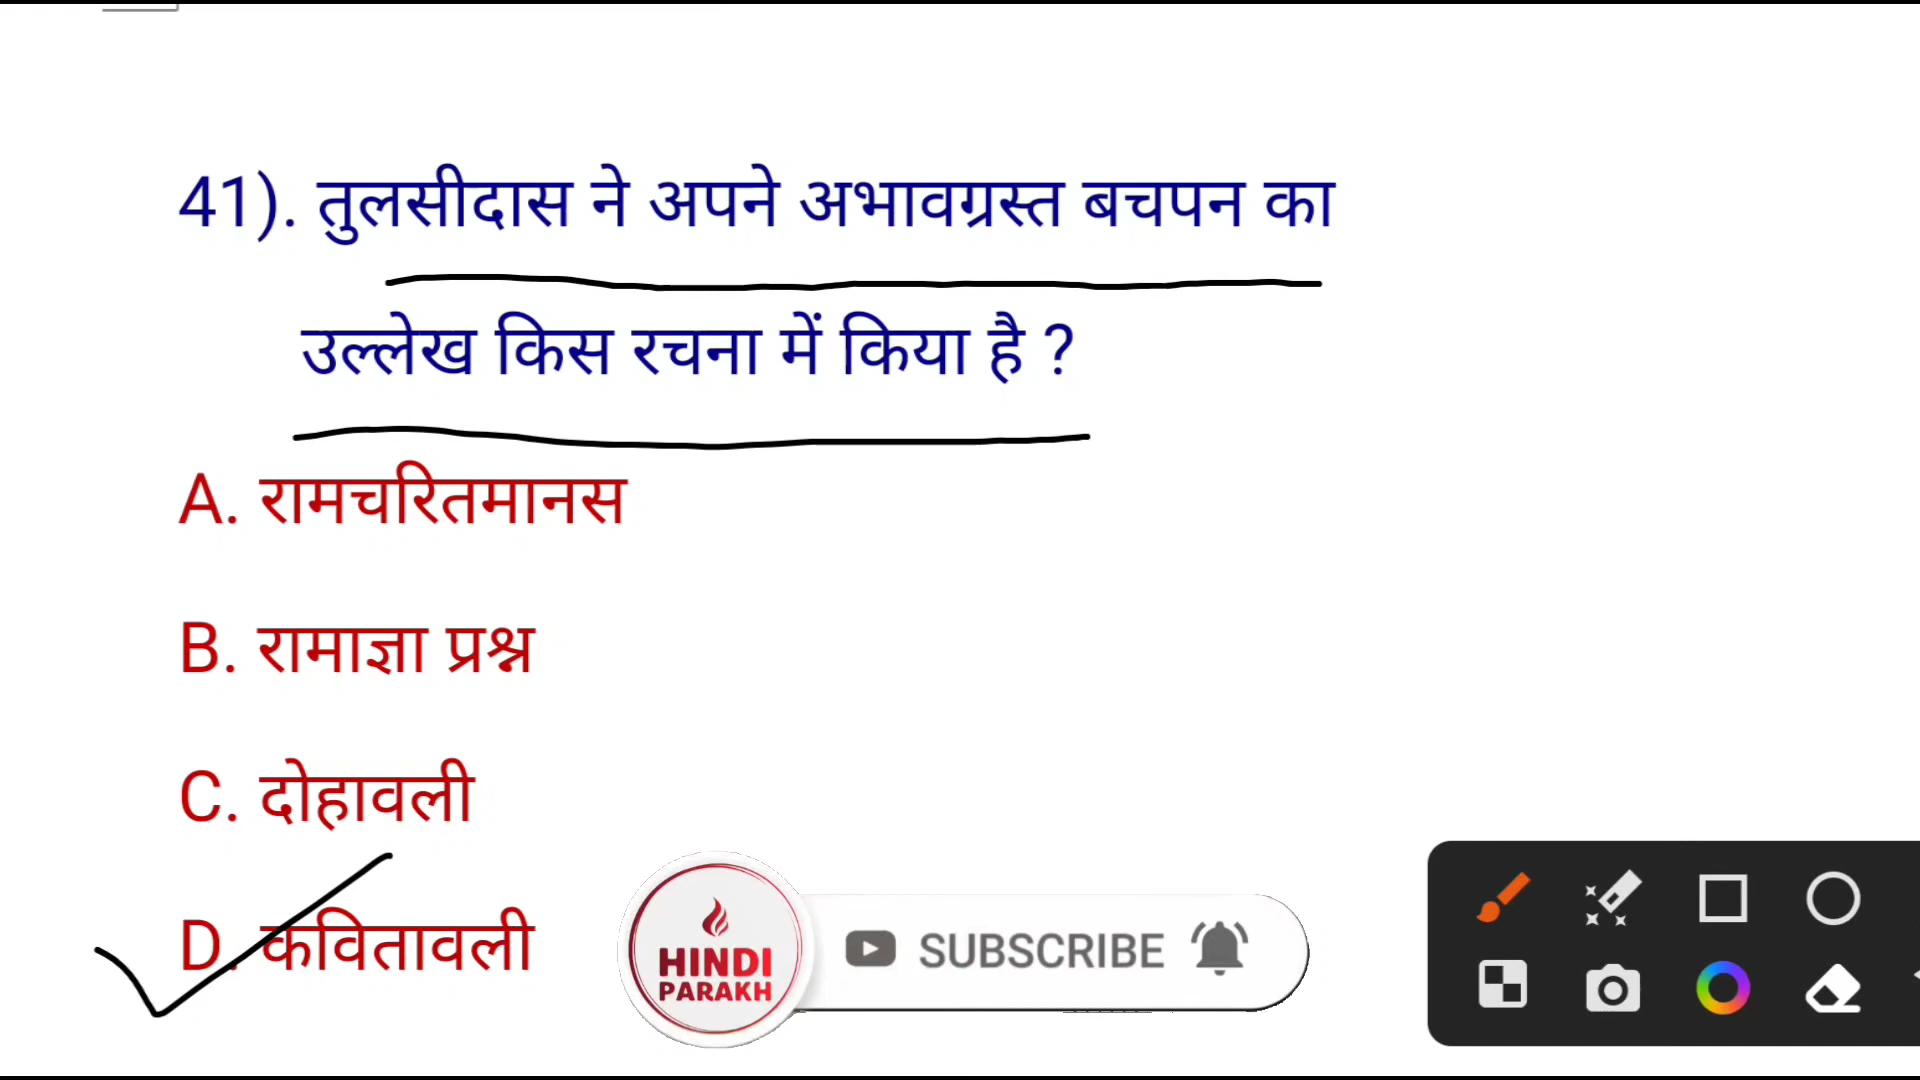 41). तुलसीदास ने अपने अभावग्रस्त बचपन का
उल्लेख किस रचना में किया है ?
A. रामचरितमानस
B. रामाज्ञा प्रश्न
C. दोहावली
D. कवितावली
HINDI
PARAKH
SUBSCRIBE